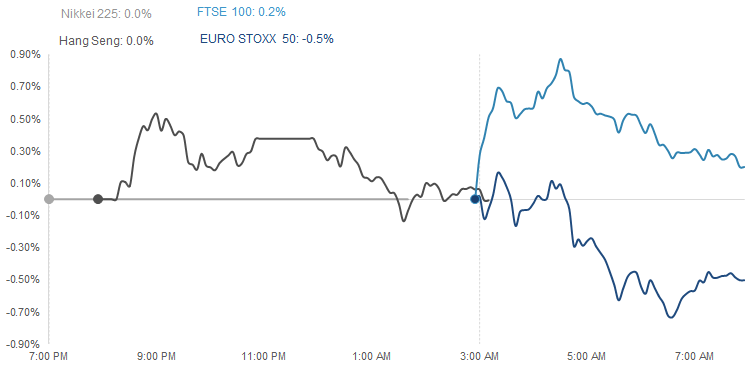 Nikkei 225: 0.0%
FTSE 100: 0.2%
Hang Seng: 0.0%
EURO STOXX 50: -0.5%
0.90%
0.70%
0.50%
0.30%
0.10%
-0.10%
-0.30%
-0.50%
-0.70%
-0.90%
7:00 PM 9:00 PM 11:00 PM 1:00 AM 3:00 AM 5:00 AM 7:00 AM